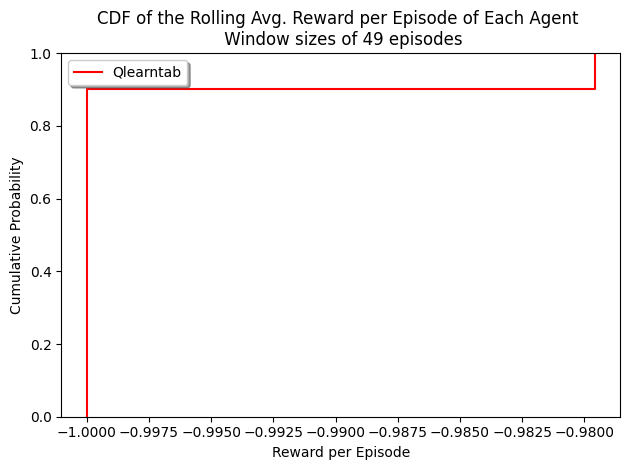 CDF of the Rolling Avg. Reward per Episode of Each Agent
Window sizes of 49 episodes
Qlearntab
Cumulative Probability
1.0
0.8
0.6
0.4
0.2
0.0
−1.0000 −0.9975 −0.9950 −0.9925 −0.9900 −0.9875 −0.9850 −0.9825 −0.9800
Reward per Episode